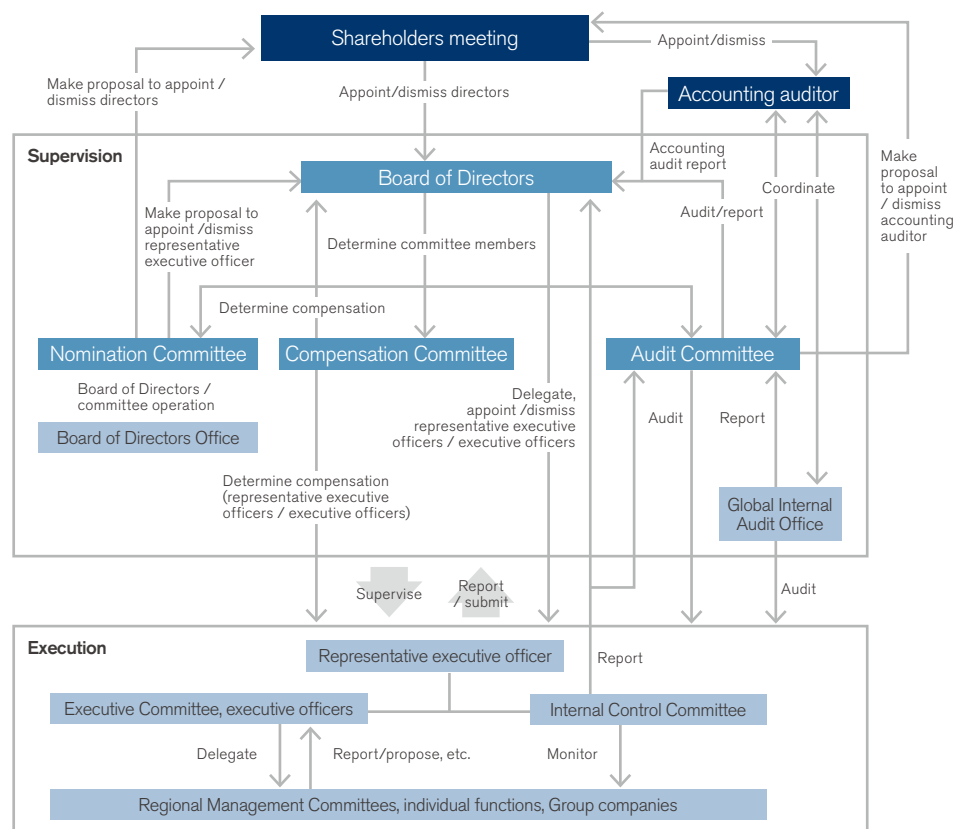 Shareholders meeting
Appoint/dismiss
Make proposal to appoint /
dismiss directors
Appoint/dismiss directors
Accounting auditor
Supervision
Accounting
audit report
Make
proposal
to appoint
/ dismiss
accounting
auditor
Board of Directors
Coordinate
Make proposal to
appoint /dismiss
representative
executive officer
Audit/report
Determine committee members
Determine compensation
Nomination Committee
Compensation Committee
Audit Committee
Board of Directors /
committee operation
Board of Directors Office
Delegate,
appoint /dismiss
representative executive
officers / executive officers
Audit
Report
Determine compensation
(representative executive
officers / executive officers)
Global Internal
Audit Office
Supervise
Report
/ submit
Audit
Execution
Representative executive officer
Report
Executive Committee, executive officers
Internal Control Committee
Delegate
Report/propose, etc.
Monitor
Regional Management Committees, individual functions, Group companies